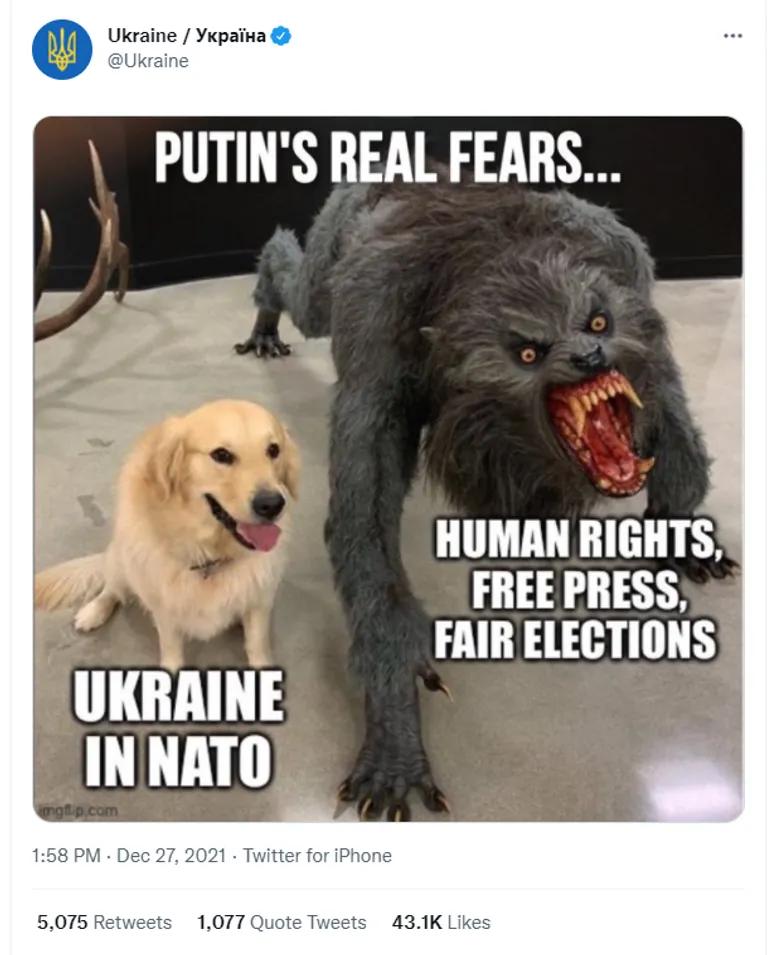 Ukraine / Україна
@Ukraine
PUTIN'S REAL FEARS...
HUMAN RIGHTS,
FREE PRESS,
FAIR ELECTIONS
UKRAINE
IN NATO
imgflip.com
1:58 PM · Dec 27, 2021 · Twitter for iPhone
5,075 Retweets 1,077 Quote Tweets 43.1K Likes